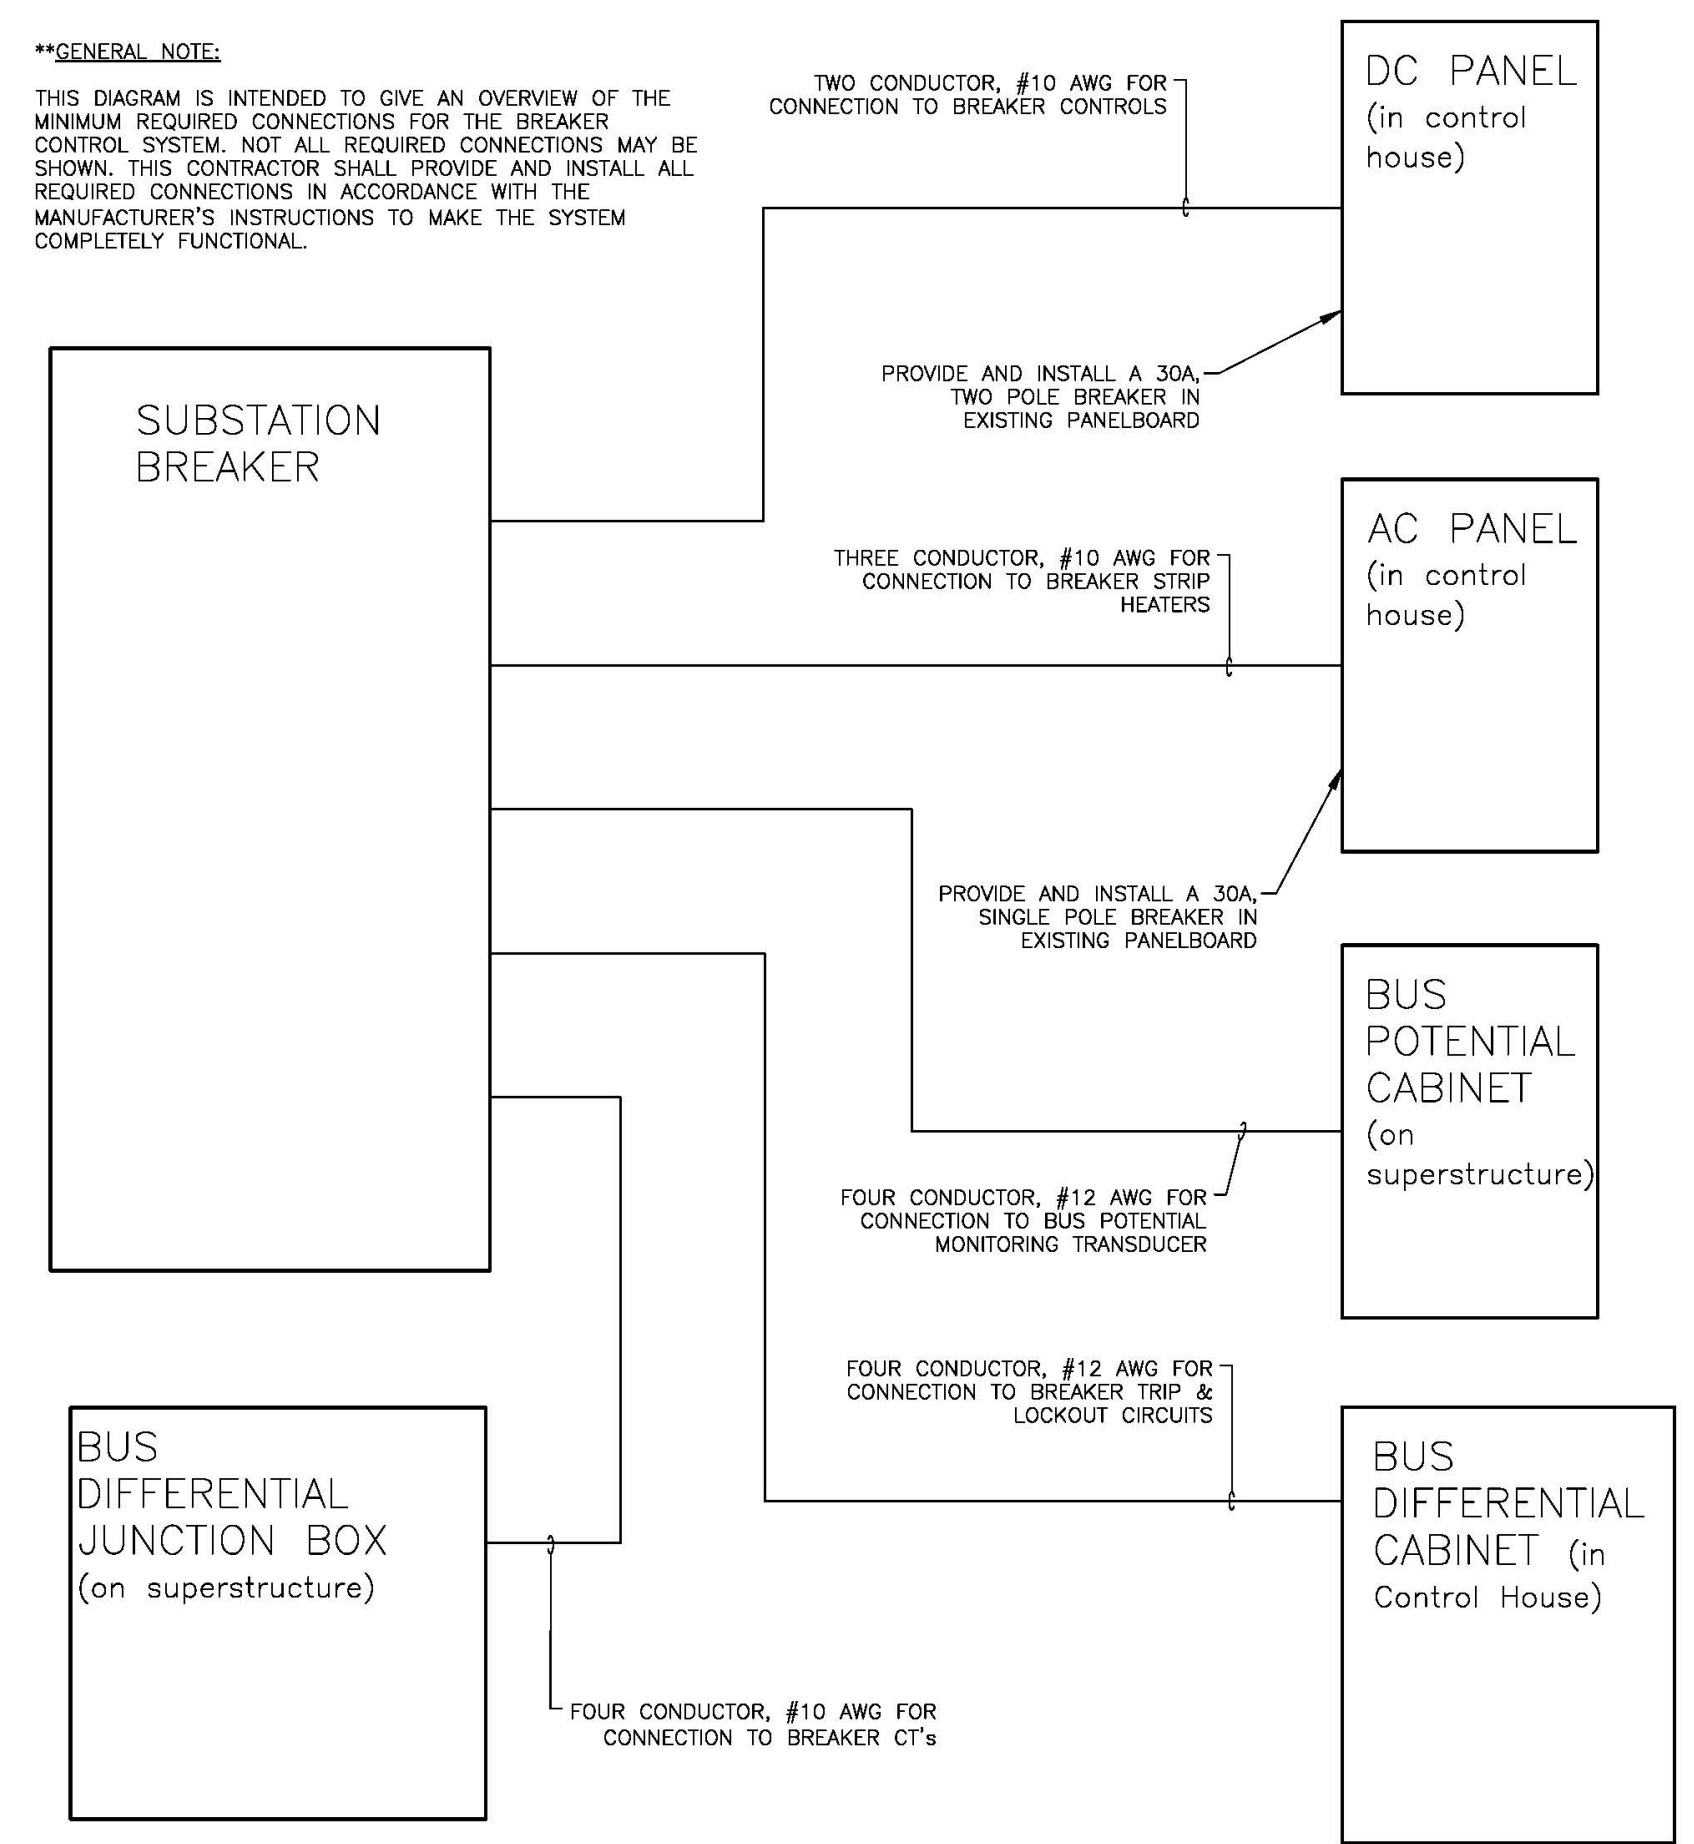 **GENERAL NOTE:
THIS DIAGRAM IS INTENDED TO GIVE AN OVERVIEW OF THE
MINIMUM REQUIRED CONNECTIONS FOR THE BREAKER
CONTROL SYSTEM. NOT ALL REQUIRED CONNECTIONS MAY BE
SHOWN. THIS CONTRACTOR SHALL PROVIDE AND INSTALL ALL
REQUIRED CONNECTIONS IN ACCORDANCE WITH THE
MANUFACTURER'S INSTRUCTIONS TO MAKE THE SYSTEM
COMPLETELY FUNCTIONAL.
TWO CONDUCTOR, #10 AWG FOR
CONNECTION TO BREAKER CONTROLS
DC PANEL
(in control
house)
PROVIDE AND INSTALL A 30A,
TWO POLE BREAKER IN
EXISTING PANELBOARD
SUBSTATION
BREAKER
THREE CONDUCTOR, #10 AWG FOR
CONNECTION TO BREAKER STRIP
HEATERS
AC PANEL
(in control
house)
PROVIDE AND INSTALL A 30A,
SINGLE POLE BREAKER IN
EXISTING PANELBOARD
BUS
POTENTIAL
CABINET
(on
superstructure)
FOUR CONDUCTOR, #12 AWG FOR
CONNECTION TO BUS POTENTIAL
MONITORING TRANSDUCER
FOUR CONDUCTOR, #12 AWG FOR
CONNECTION TO BREAKER TRIP &
LOCKOUT CIRCUITS
BUS
DIFFERENTIAL
JUNCTION BOX
(on superstructure)
BUS
DIFFERENTIAL
CABINET (in
Control House)
FOUR CONDUCTOR, #10 AWG FOR
CONNECTION TO BREAKER CT's